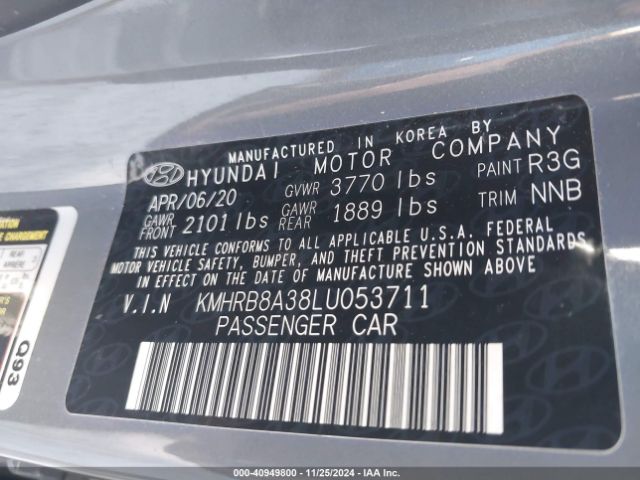 MANUFACTURED IN KOREA BY
HYUNDAI MOTOR COMPANY
APR/06/20 GVWR 3770 lbs PAINT R3G
GAWR FRONT 2101 lbs GAWR REAR 1889 lbs TRIM NNB
THIS VEHICLE CONFORMS TO ALL APPLICABLE U.S.A. FEDERAL
MOTOR VEHICLE SAFETY, BUMPER, AND THEFT PREVENTION STANDARDS
IN EFFECT ON THE DATE OF MANUFACTURE SHOWN ABOVE
V.I.N KMHRB8A38LU053711
PASSENGER CAR
CHARGEMENT
Q93
000-40949800 - 11/25/2024 - IAA Inc.